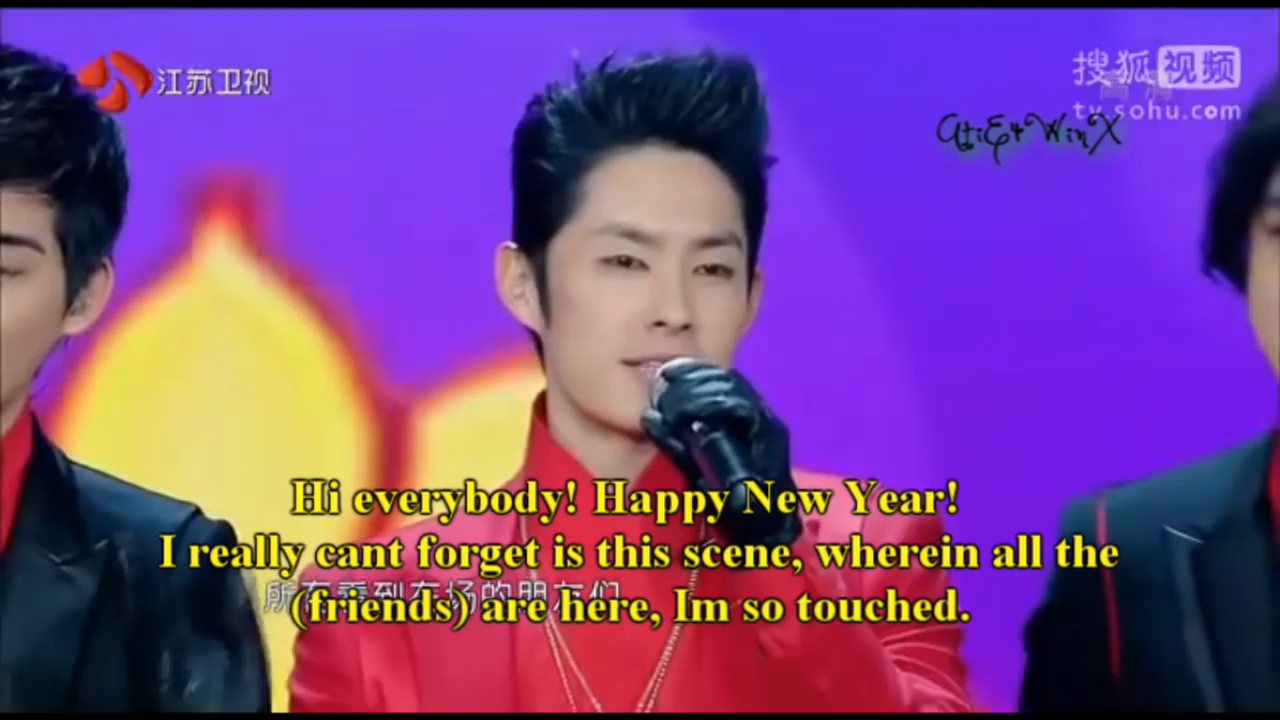 江苏卫视
搜狐视频
tv.sohu.com
Hi everybody! Happy New Year!
I really cant forget is this scene, wherein all the
(friends) are here, Im so touched.